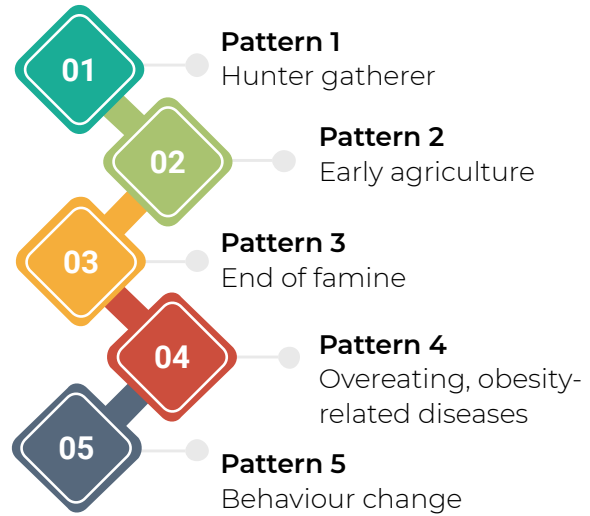 01
Pattern 1
Hunter gatherer
02
Pattern 2
Early agriculture
03
Pattern 3
End of famine
04
Pattern 4
Overeating, obesity-
related diseases
05
Pattern 5
Behaviour change